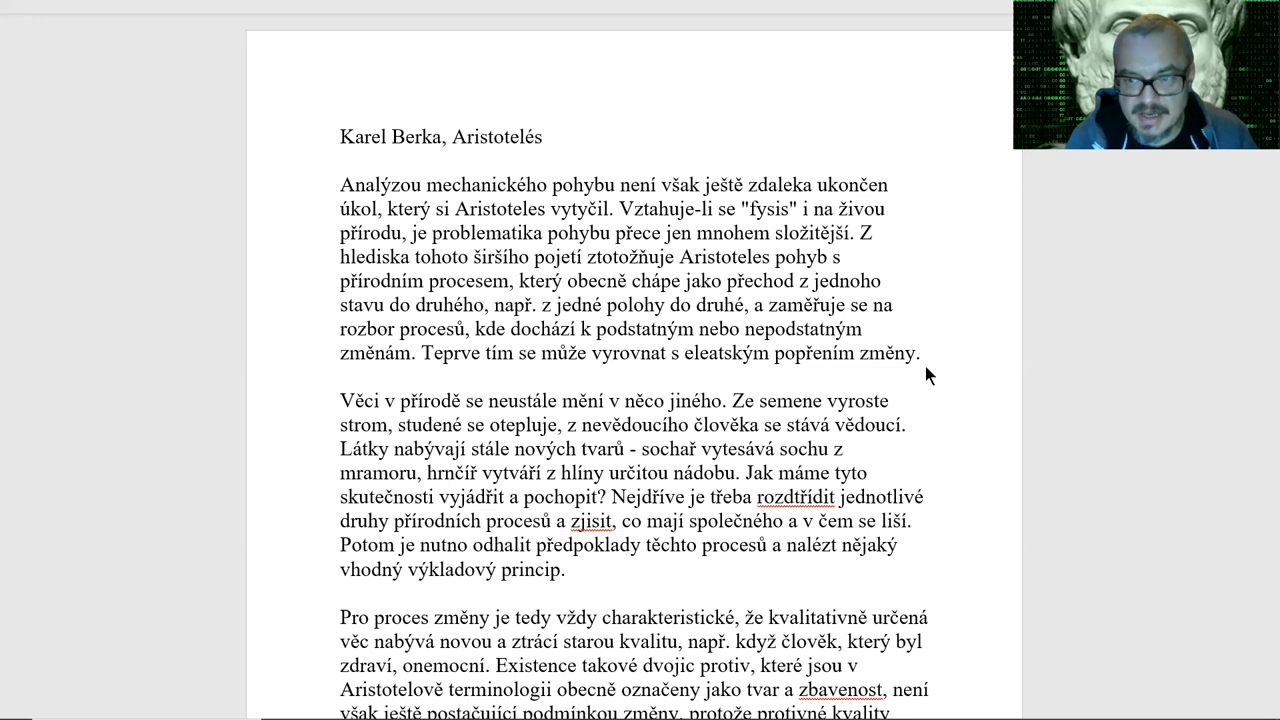 Karel Berka, Aristotelés
Analýzou mechanického pohybu není však ještě zdaleka ukončen
úkol, který si Aristoteles vytyčil. Vztahuje-li se "fysis" i na živou
přírodu, je problematika pohybu přece jen mnohem složitější. Z
hlediska tohoto širšího pojetí ztotožňuje Aristoteles pohyb s
přírodním procesem, který obecně chápe jako přechod z jednoho
stavu do druhého, např. z jedné polohy do druhé, a zaměřuje se na
rozbor procesů, kde dochází k podstatným nebo nepodstatným
změnám. Teprve tím se může vyrovnat s eleatským popřením změny.
Věci v přírodě se neustále mění v něco jiného. Ze semene vyroste
strom, studené se otepluje, z nevědoucího člověka se stává vědoucí.
Látky nabývají stále nových tvarů - sochař vytesává sochu z
mramoru, hrnčíř vytváří z hlíny určitou nádobu. Jak máme tyto
skutečnosti vyjádřit a pochopit? Nejdříve je třeba rozdtřídit jednotlivé
druhy přírodních procesů a zjisit, co mají společného a v čem se liší.
Potom je nutno odhalit předpoklady těchto procesů a nalézt nějaký
vhodný výkladový princip.
Pro proces změny je tedy vždy charakteristické, že kvalitativně určená
věc nabývá novou a ztrácí starou kvalitu, např. když člověk, který byl
zdraví, onemocní. Existence takové dvojic protiv, které jsou v
Aristotelově terminologii obecně označeny jako tvar a zbavenost, není
však ještě postačující podmínkou změny, protože protivné kvality